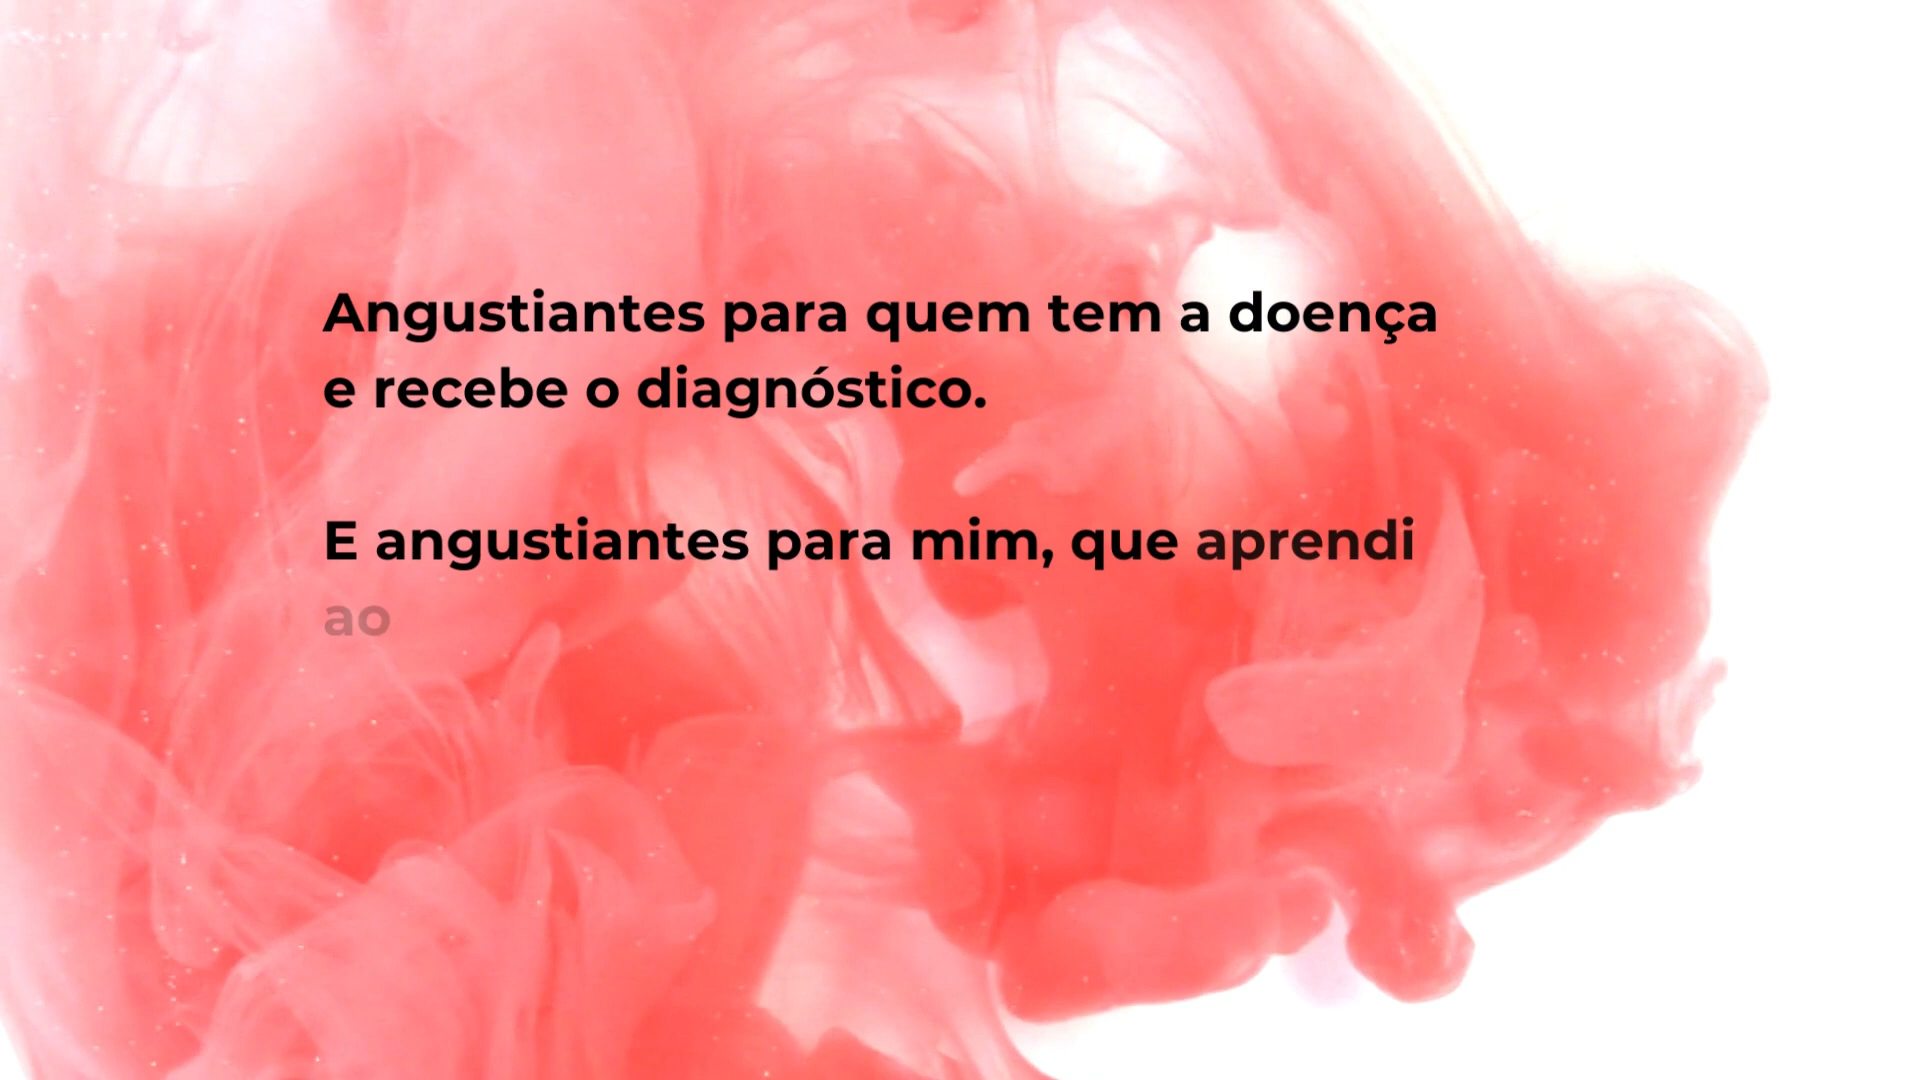 Angustiantes para quem tem a doença
e recebe o diagnóstico.
E angustiantes para mim, que aprendi
ao